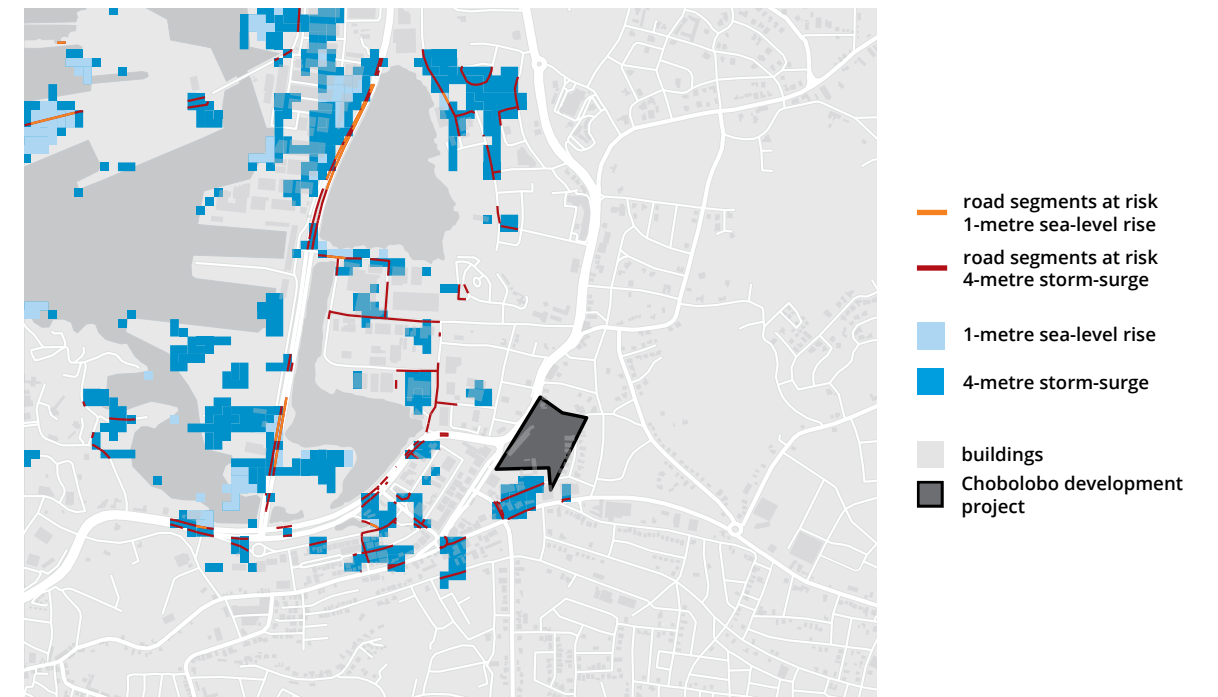 road segments at risk
1-metre sea-level rise
road segments at risk
4-metre storm-surge
1-metre sea-level rise
4-metre storm-surge
buildings
Chobolobo development
project